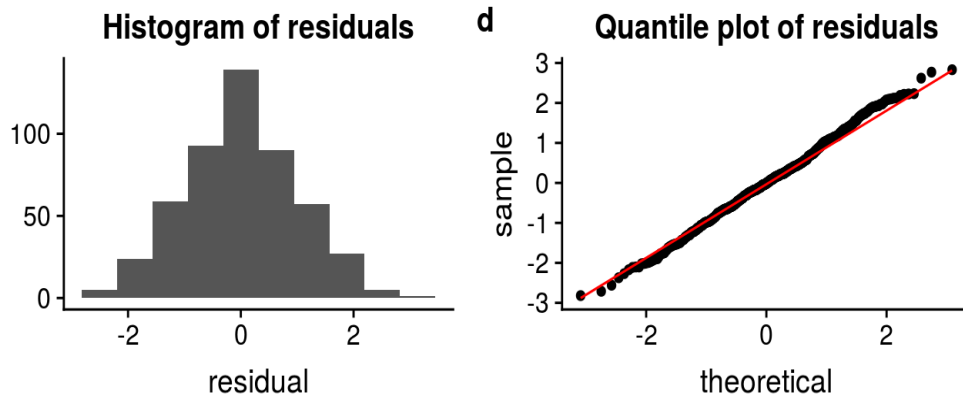 Histogram of residuals
100
50
0
-2 0 2
residual
d
Quantile plot of residuals
3
2
1
0
-1
-2
-3
sample
-2 0 2
theoretical